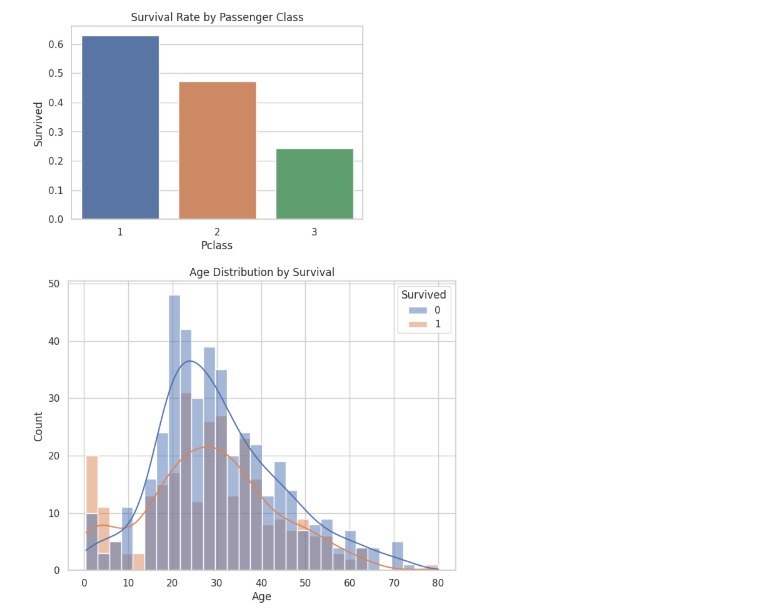 Survival Rate by Passenger Class
0.6
0.5
0.4
0.3
0.2
0.1
0.0
Survived
1 2 3
Pclass
Age Distribution by Survival
50
40
30
20
10
0
Count
Survived
0
1
0 10 20 30 40 50 60 70 80
Age